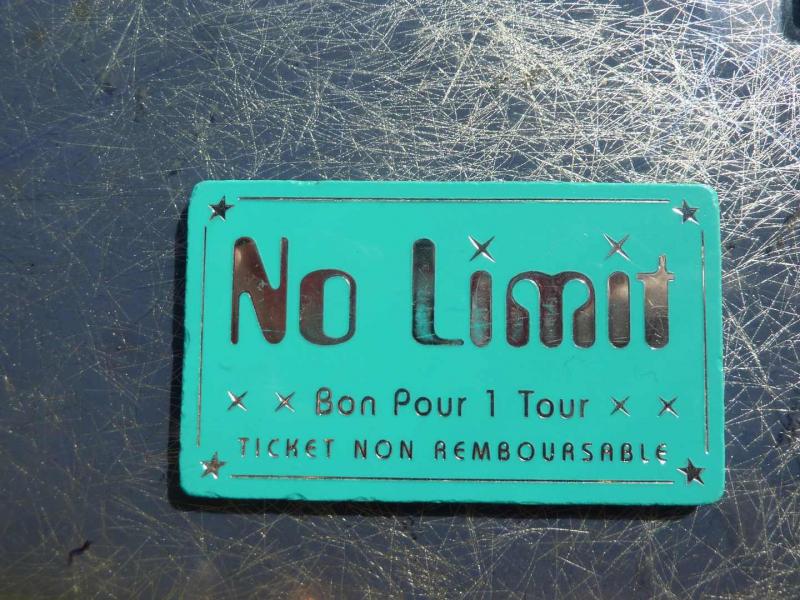 No Limit
Bon Pour 1 Tour
TICKET NON REMBOURSABLE